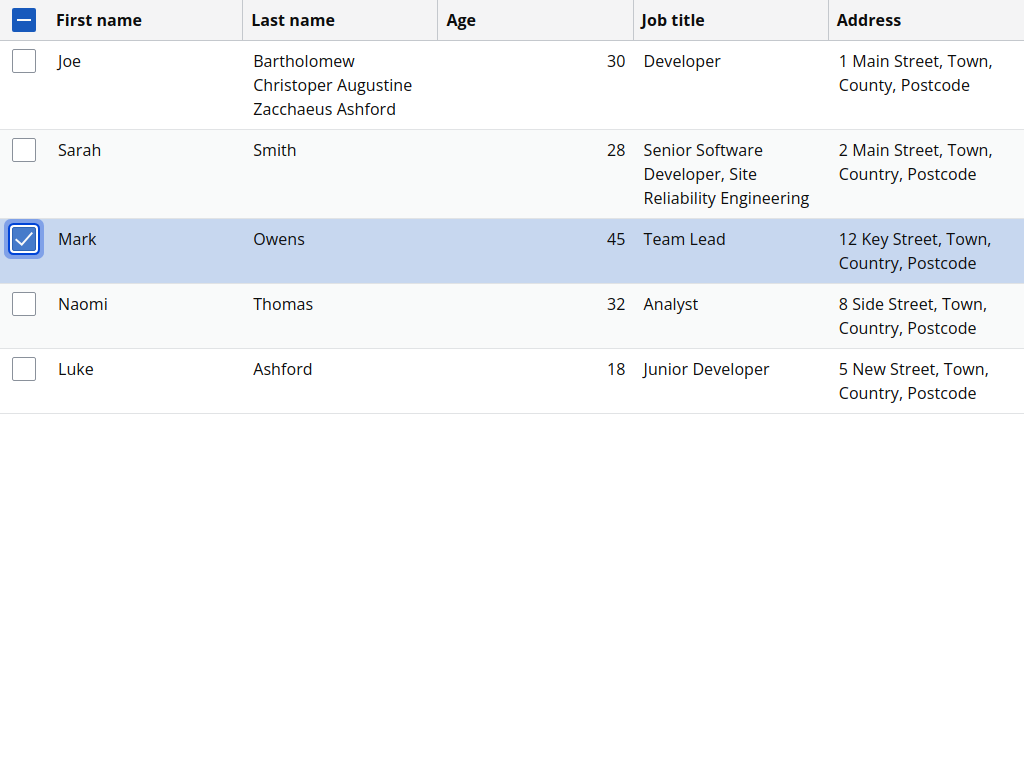 First name Last name Age Job title Address
Joe Bartholomew 30 Developer 1 Main Street, Town,
Christoper Augustine County, Postcode
Zacchaeus Ashford
Sarah Smith 28 Senior Software 2 Main Street, Town,
Developer, Site Country, Postcode
Reliability Engineering
Mark Owens 45 Team Lead 12 Key Street, Town,
Country, Postcode
Naomi Thomas 32 Analyst 8 Side Street, Town,
Country, Postcode
Luke Ashford 18 Junior Developer 5 New Street, Town,
Country, Postcode